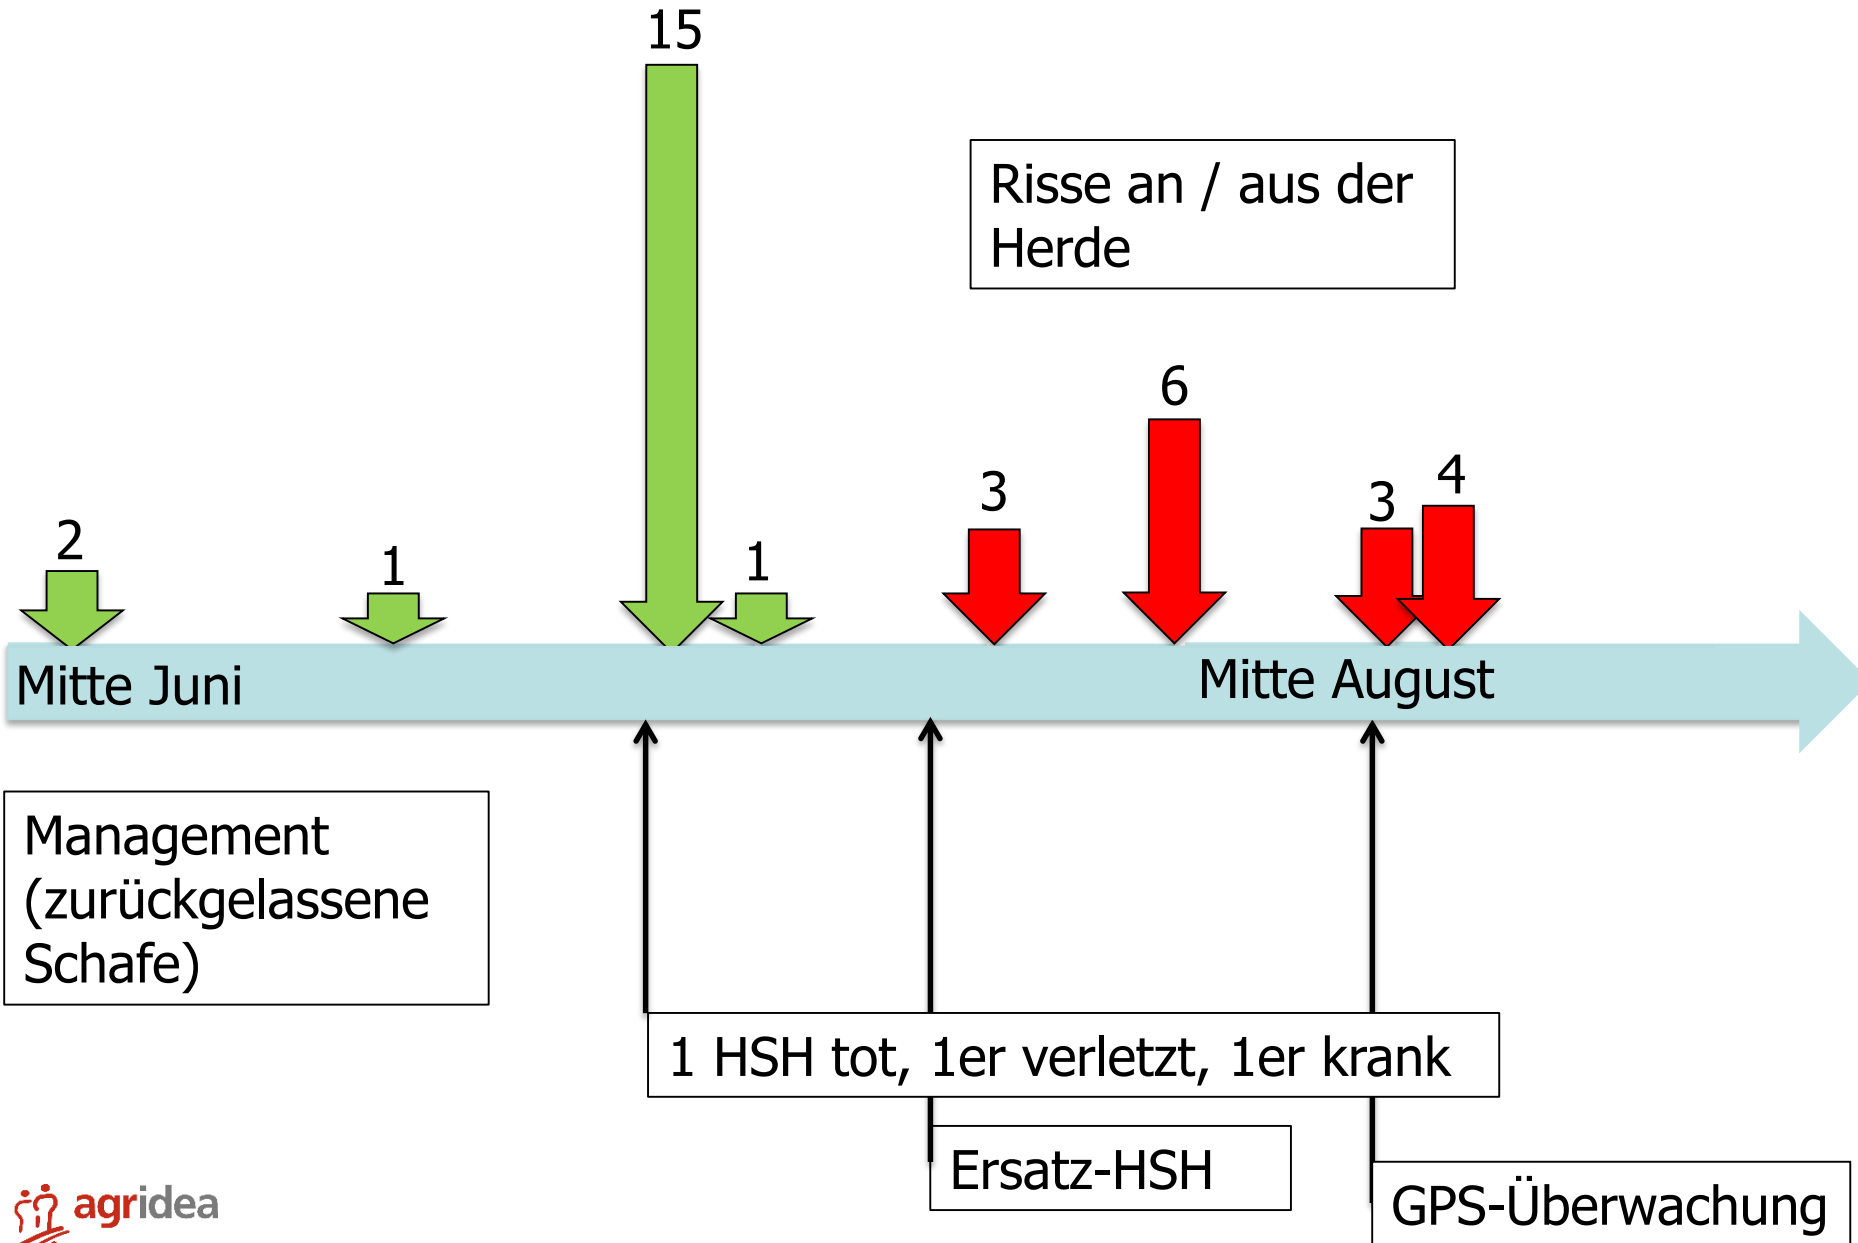 15
Risse an / aus der
Herde
6
3
3
4
2
1
1
Mitte Juni
Mitte August
Management
(zurückgelassene
Schafe)
1 HSH tot, 1er verletzt, 1er krank
Ersatz-HSH
GPS-Überwachung
agridea